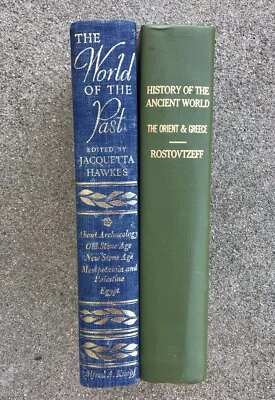 THE
World
OF THE
Past
EDITED BY
JACQUETTA
HAWKES
About Archaeology
Old Stone Age
New Stone Age
Mesopotamia and
Palestine
Egypt
Alfred A. Knopf
HISTORY OF THE
ANCIENT WORLD
THE ORIENT & GREECE
ROSTOVTZEFF